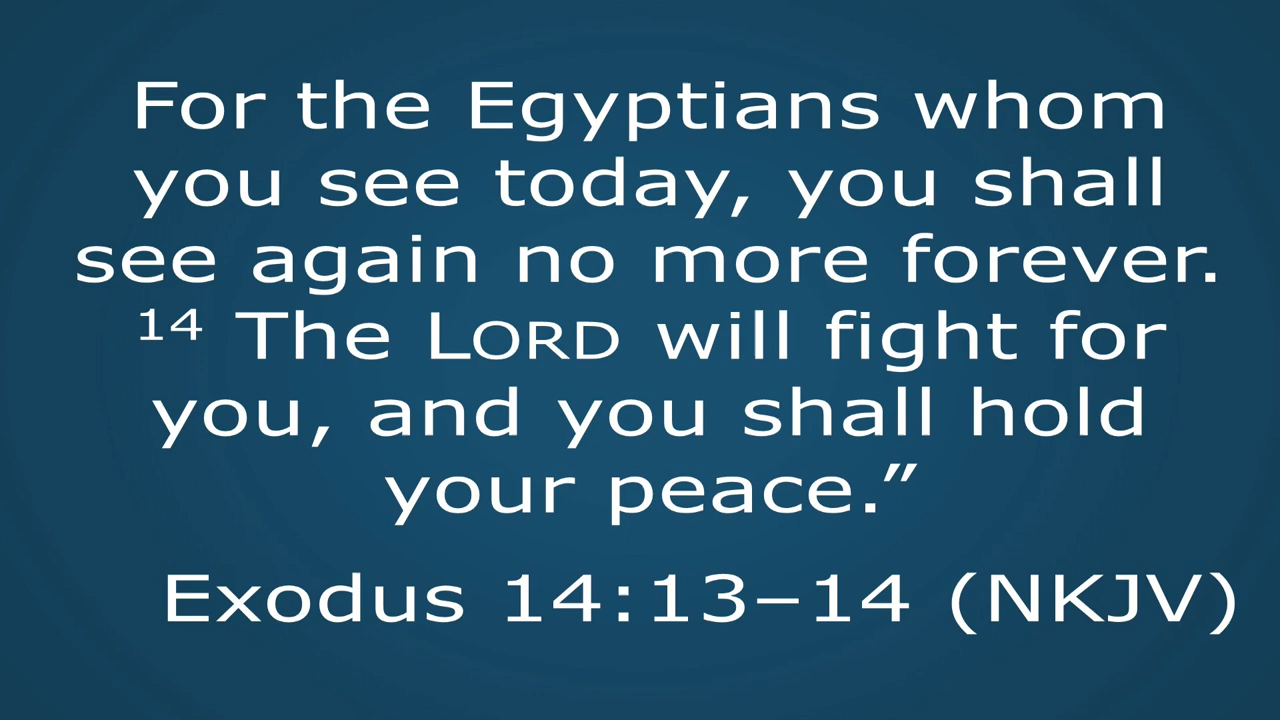 For the Egyptians whom
you see today, you shall
see again no more forever.
14 The LORD will fight for
you, and you shall hold
your peace.”
Exodus 14:13–14 (NKJV)